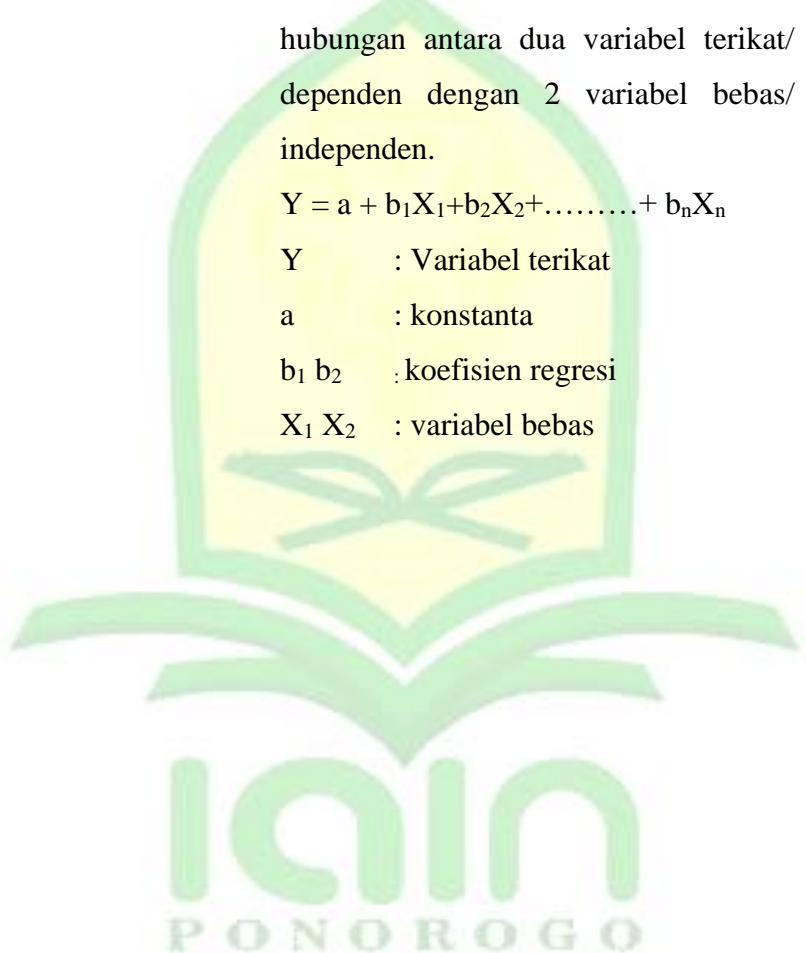 hubungan antara dua variabel terikat/
dependen dengan 2 variabel bebas/
independen.
Y = a + b₁X₁+b₂X₂+………+ bₙXₙ
Y : Variabel terikat
a : konstanta
b₁ b₂ : koefisien regresi
X₁ X₂ : variabel bebas
IAIN
PONOROGO